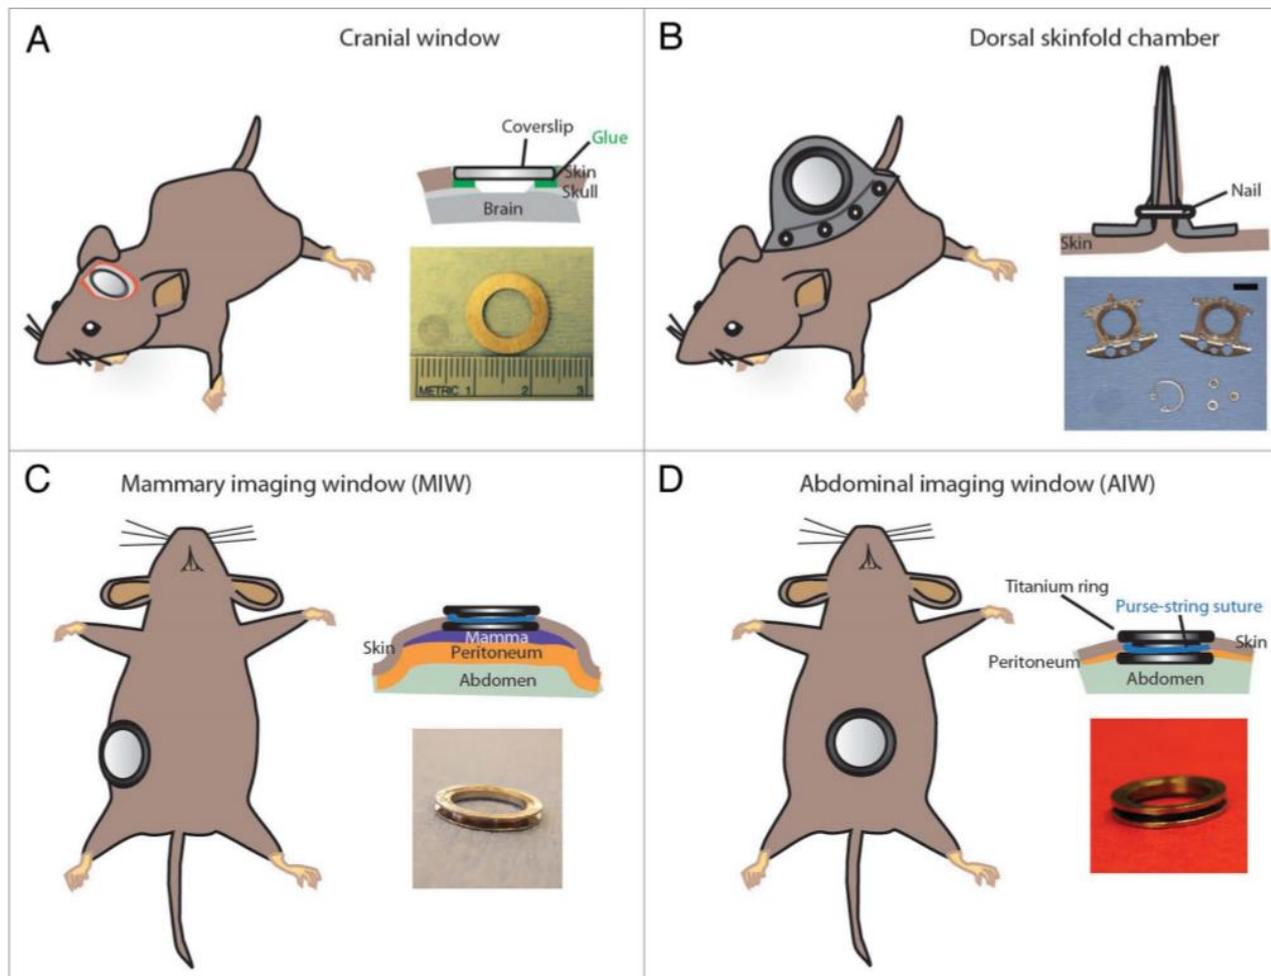 A
Cranial window
Coverslip
Glue
Skin
Skull
Brain
METRIC 1 2 3
B
Dorsal skinfold chamber
Nail
Skin
C
Mammary imaging window (MIW)
Skin
Mamma
Peritoneum
Abdomen
D
Abdominal imaging window (AIW)
Titanium ring
Purse-string suture
Skin
Peritoneum
Abdomen